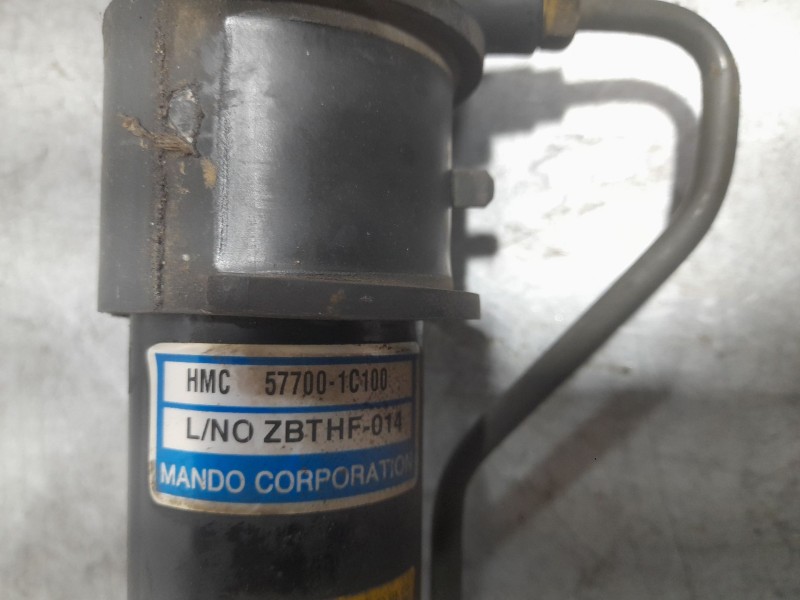 HMC 57700-1C100
L/NO ZBTHF-014
MANDO CORPORATION